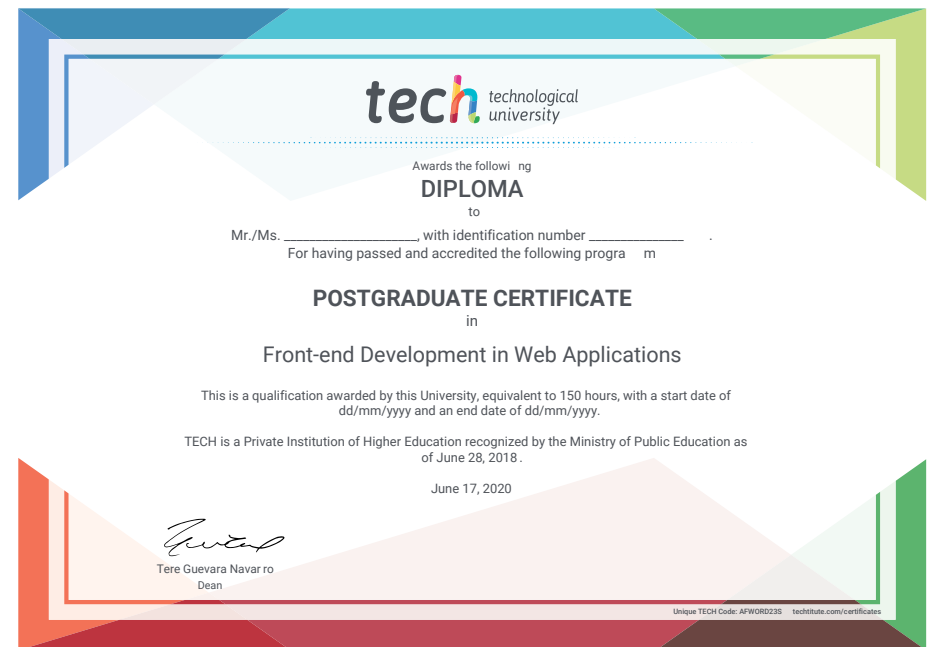 tech technological
university
Awards the followi ng
DIPLOMA
to
Mr./Ms. ____________________, with identification number ______________ .
For having passed and accredited the following progra m
POSTGRADUATE CERTIFICATE
in
Front-end Development in Web Applications
This is a qualification awarded by this University, equivalent to 150 hours, with a start date of
dd/mm/yyyy and an end date of dd/mm/yyyy.
TECH is a Private Institution of Higher Education recognized by the Ministry of Public Education as
of June 28, 2018 .
June 17, 2020
Tere Guevara Navar ro
Dean
Unique TECH Code: AFWORD23S techtitute.com/certificates